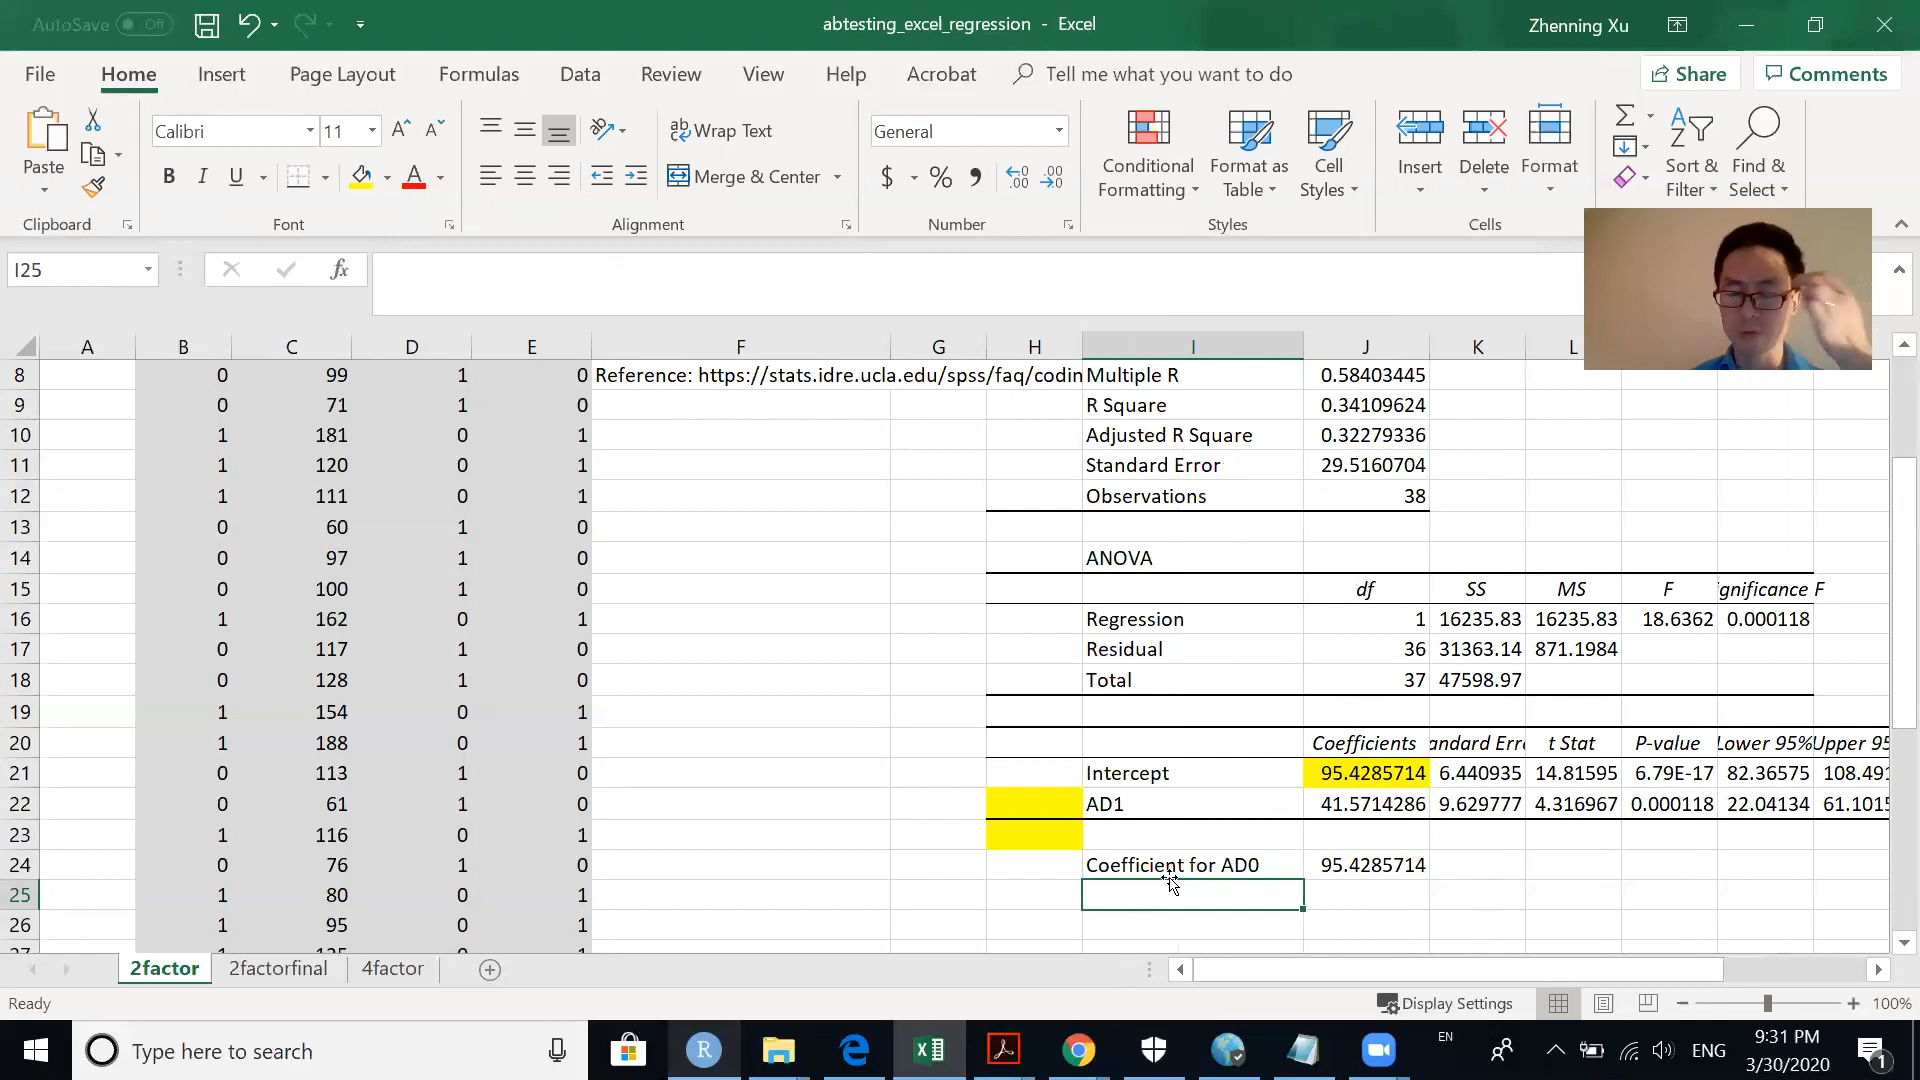 AutoSave Off
abtesting_excel_regression - Excel
Zhenning Xu
File Home Insert Page Layout Formulas Data Review View Help Acrobat Tell me what you want to do Share Comments
Paste
Calibri 11
B I U A
Wrap Text
Merge & Center
General
$ % 9 .00 .00
Conditional Formatting
Format as Table
Cell Styles
Insert Delete Format
Sort & Filter
Find & Select
Clipboard Font Alignment Number Styles Cells
I25 fx
A B C D E F G H I J K L
8 0 99 1 0 Reference: https://stats.idre.ucla.edu/spss/faq/codin Multiple R 0.58403445
9 0 71 1 0 R Square 0.34109624
10 1 181 0 1 Adjusted R Square 0.32279336
11 1 120 0 1 Standard Error 29.5160704
12 1 111 0 1 Observations 38
13 0 60 1 0
14 0 97 1 0 ANOVA
15 0 100 1 0 df SS MS F gnificance F
16 1 162 0 1 Regression 1 16235.83 16235.83 18.6362 0.000118
17 0 117 1 0 Residual 36 31363.14 871.1984
18 0 128 1 0 Total 37 47598.97
19 1 154 0 1
20 1 188 0 1 Coefficients andard Erro t Stat P-value Lower 95% Upper 95
21 0 113 1 0 Intercept 95.4285714 6.440935 14.81595 6.79E-17 82.36575 108.491
22 0 61 1 0 AD1 41.5714286 9.629777 4.316967 0.000118 22.04134 61.1015
23 1 116 0 1
24 0 76 1 0 Coefficient for AD0 95.4285714
25 1 80 0 1
26 1 95 0 1
2factor 2factorfinal 4factor
Ready
Display Settings
100%
Type here to search
EN
ENG
9:31 PM
3/30/2020
1